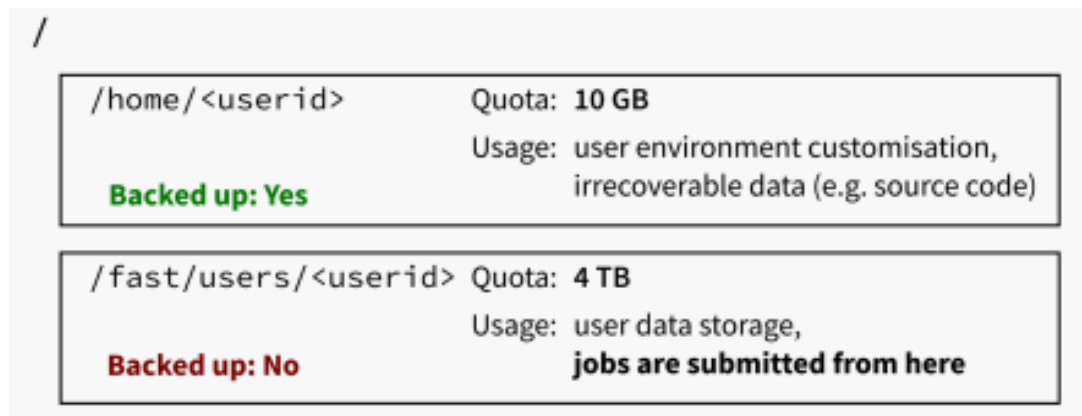 /
/home/<userid> Quota: 10 GB
Usage: user environment customisation,
irrecoverable data (e.g. source code)
Backed up: Yes
/fast/users/<userid> Quota: 4 TB
Usage: user data storage,
jobs are submitted from here
Backed up: No